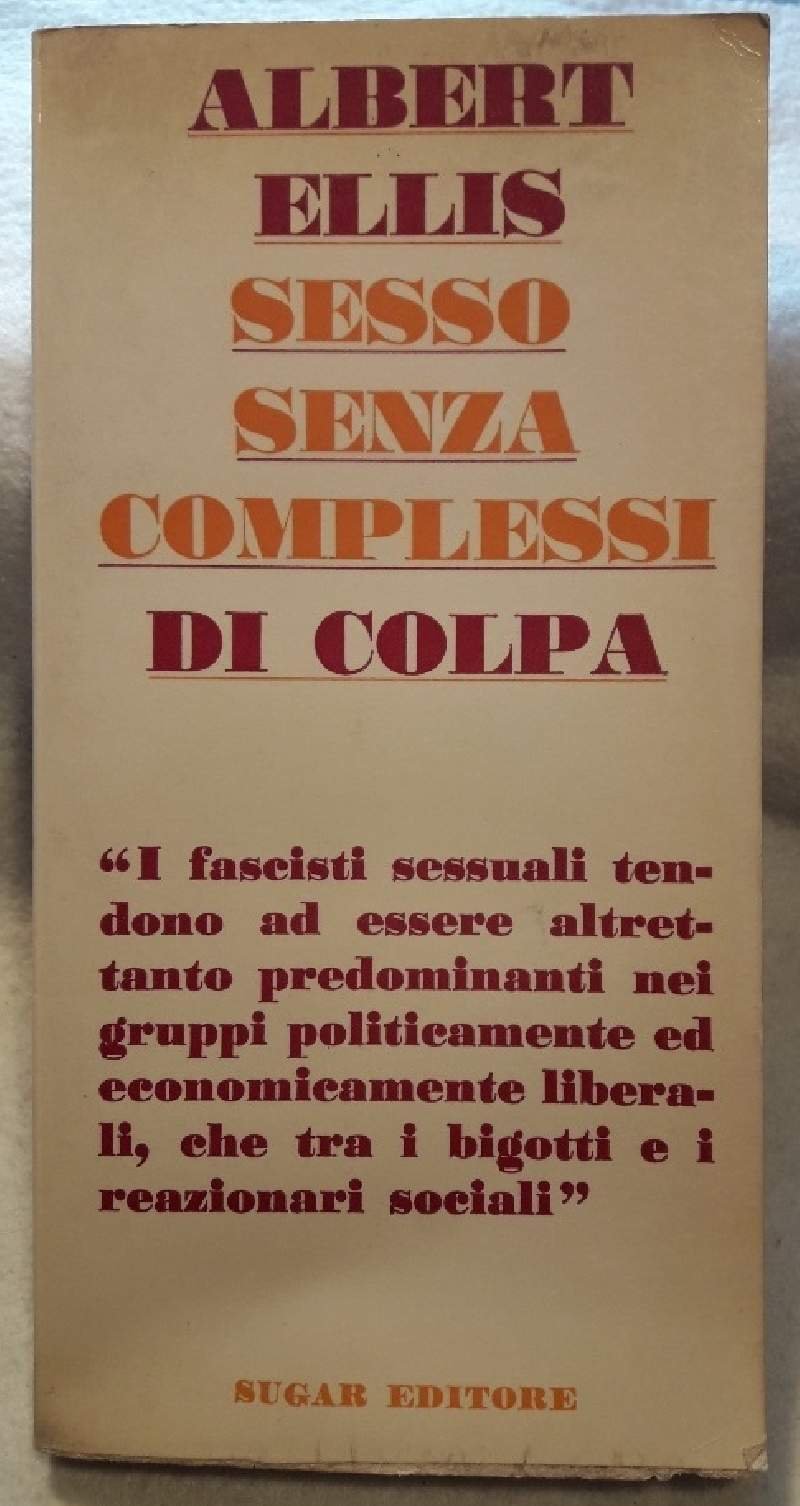 ALBERT
ELLIS
SESSO
SENZA
COMPLESSI
DI COLPA
“I fascisti sessuali ten-
dono ad essere altret-
tanto predominanti nei
gruppi politicamente ed
economicamente libera-
li, che tra i bigotti e i
reazionari sociali”
SUGAR EDITORE